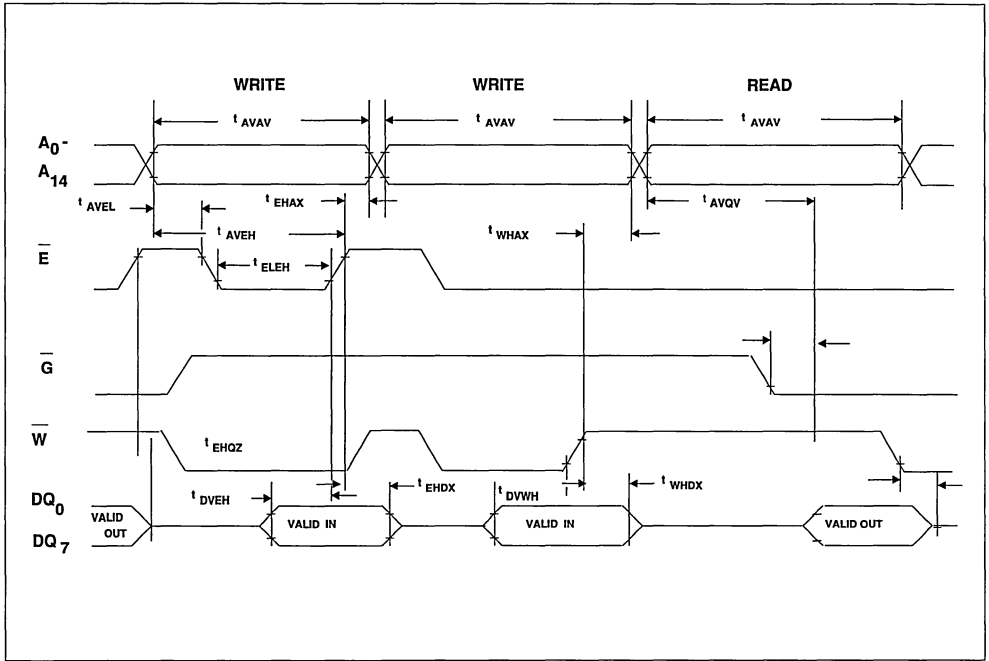 WRITE WRITE READ
t AVAV t AVAV t AVAV
A0-
A14
t AVEL t EHAX t AVQV
t AVEH t WHAX
E
t ELEH
G
W
t EHQZ
t DVEH t EHDX t DVWH t WHDX
DQ0
VALID OUT VALID IN VALID IN VALID OUT
DQ7